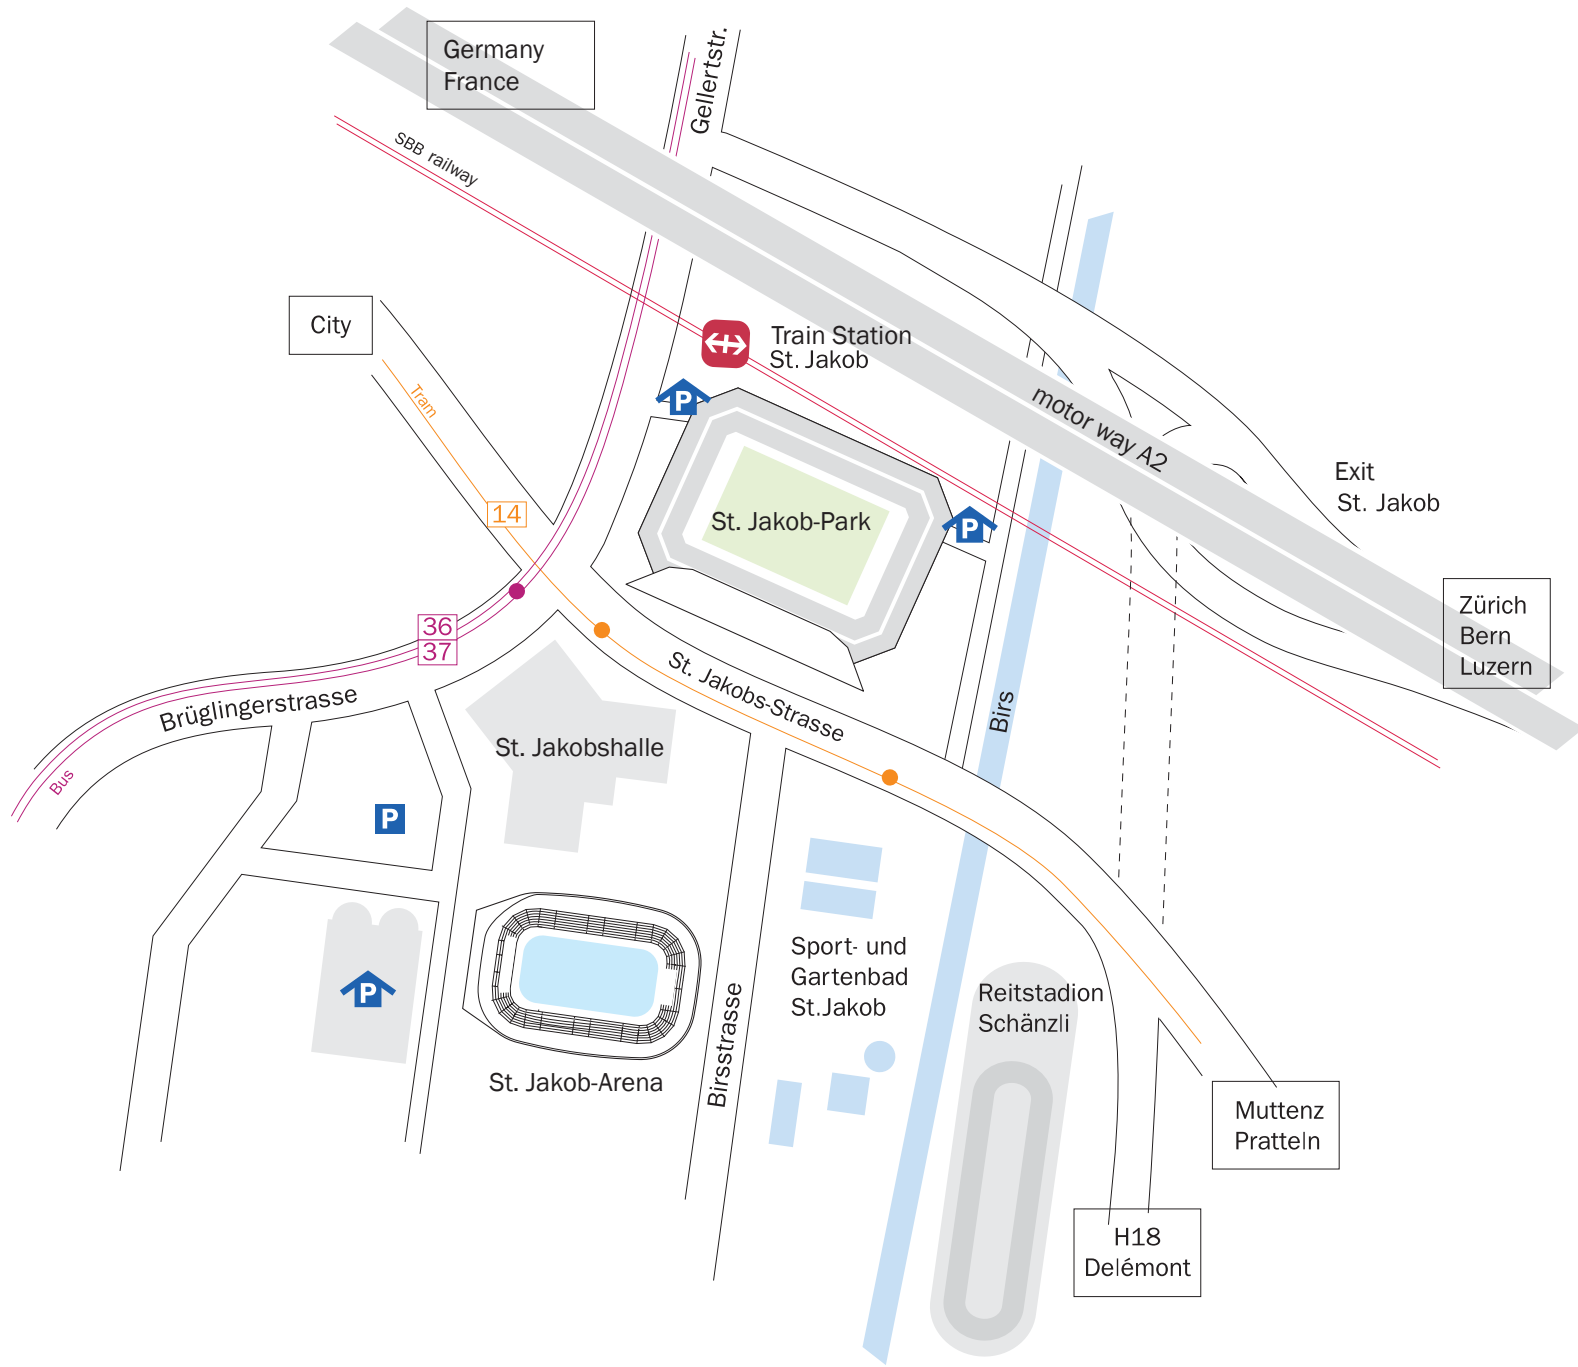 Germany
France
Gellertstr.
SBB railway
City
Tram
Train Station
St. Jakob
P
motor way A2
Exit
St. Jakob
14
St. Jakob-Park
P
36
37
Zürich
Bern
Luzern
Brüglingerstrasse
St. Jakobs-Strasse
Birs
Bus
St. Jakobshalle
P
Sport- und
Gartenbad
St.Jakob
Reitstadion
Schänzli
P
Birsstrasse
St. Jakob-Arena
Muttenz
Pratteln
H18
Delémont